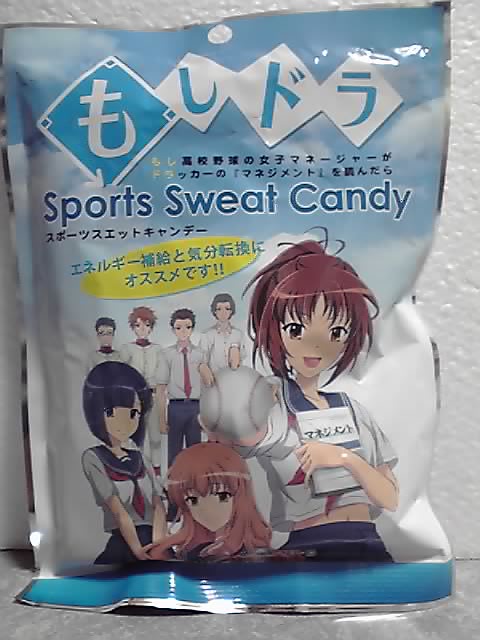 もしドラ
もし高校野球の女子マネージャーが
ドラッカーの『マネジメント』を読んだら
Sports Sweat Candy
スポーツスエットキャンデー
エネルギー補給と気分転換に
オススメです!!
マネジメント